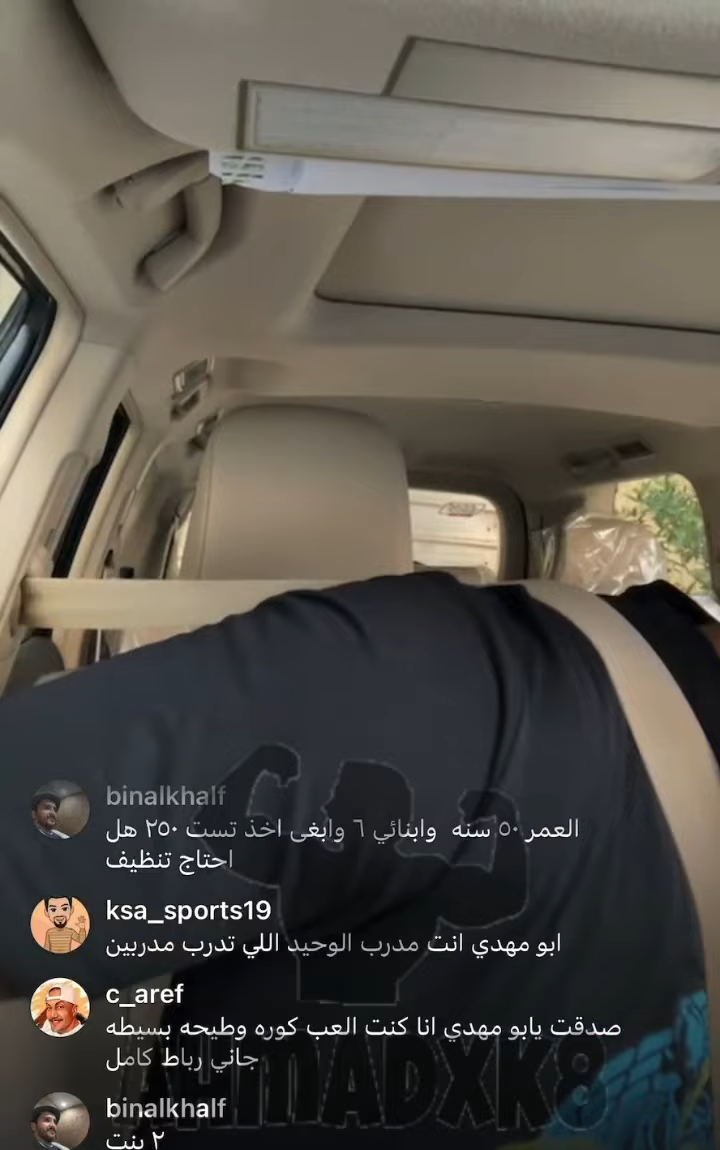 binalkhalf
العمر ٥٠ سنه وابنائي ٦ وابغى اخذ تست ٢٥٠ هل
احتاج تنظيف
ksa_sports19
ابو مهدي انت مدرب الوحيد اللي تدرب مدربين
c_aref
صدقت يابو مهدي انا كنت العب كوره وطيحه بسيطه
جاني رباط كامل
AHMADXK8
binalkhalf
٢ بنت